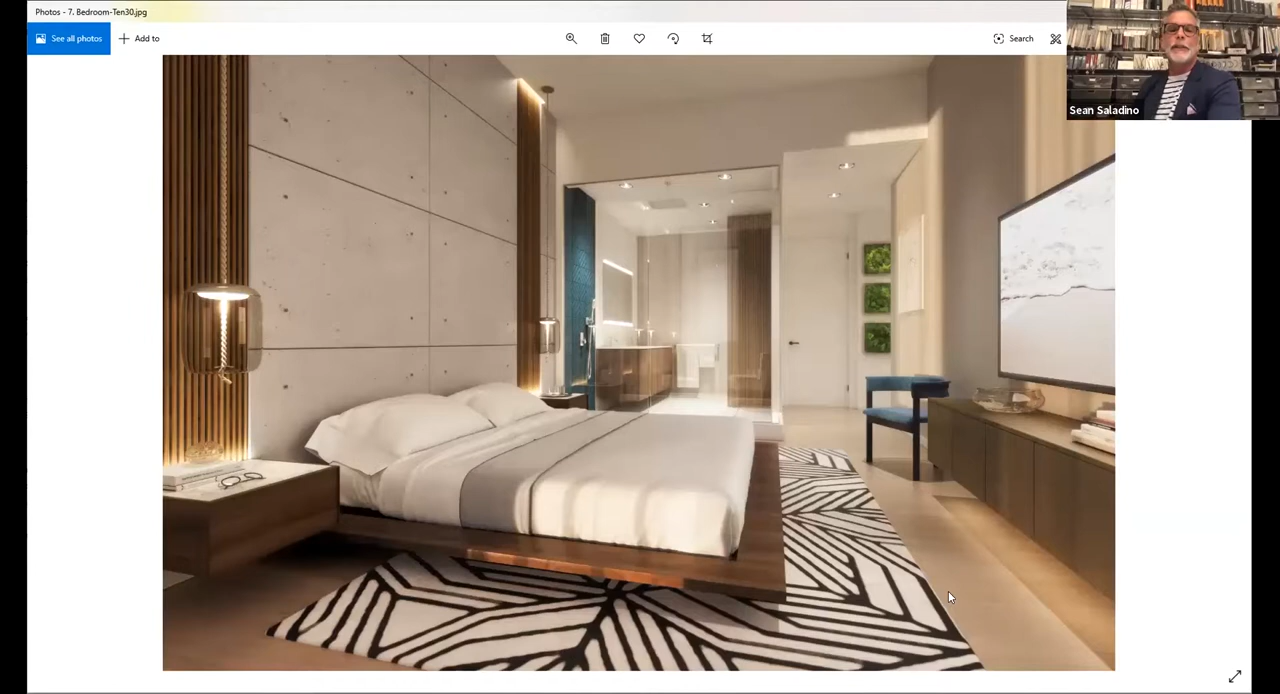 Photos - 7. Bedroom-Ten30.jpg
See all photos
Add to
Search
Sean Saladino